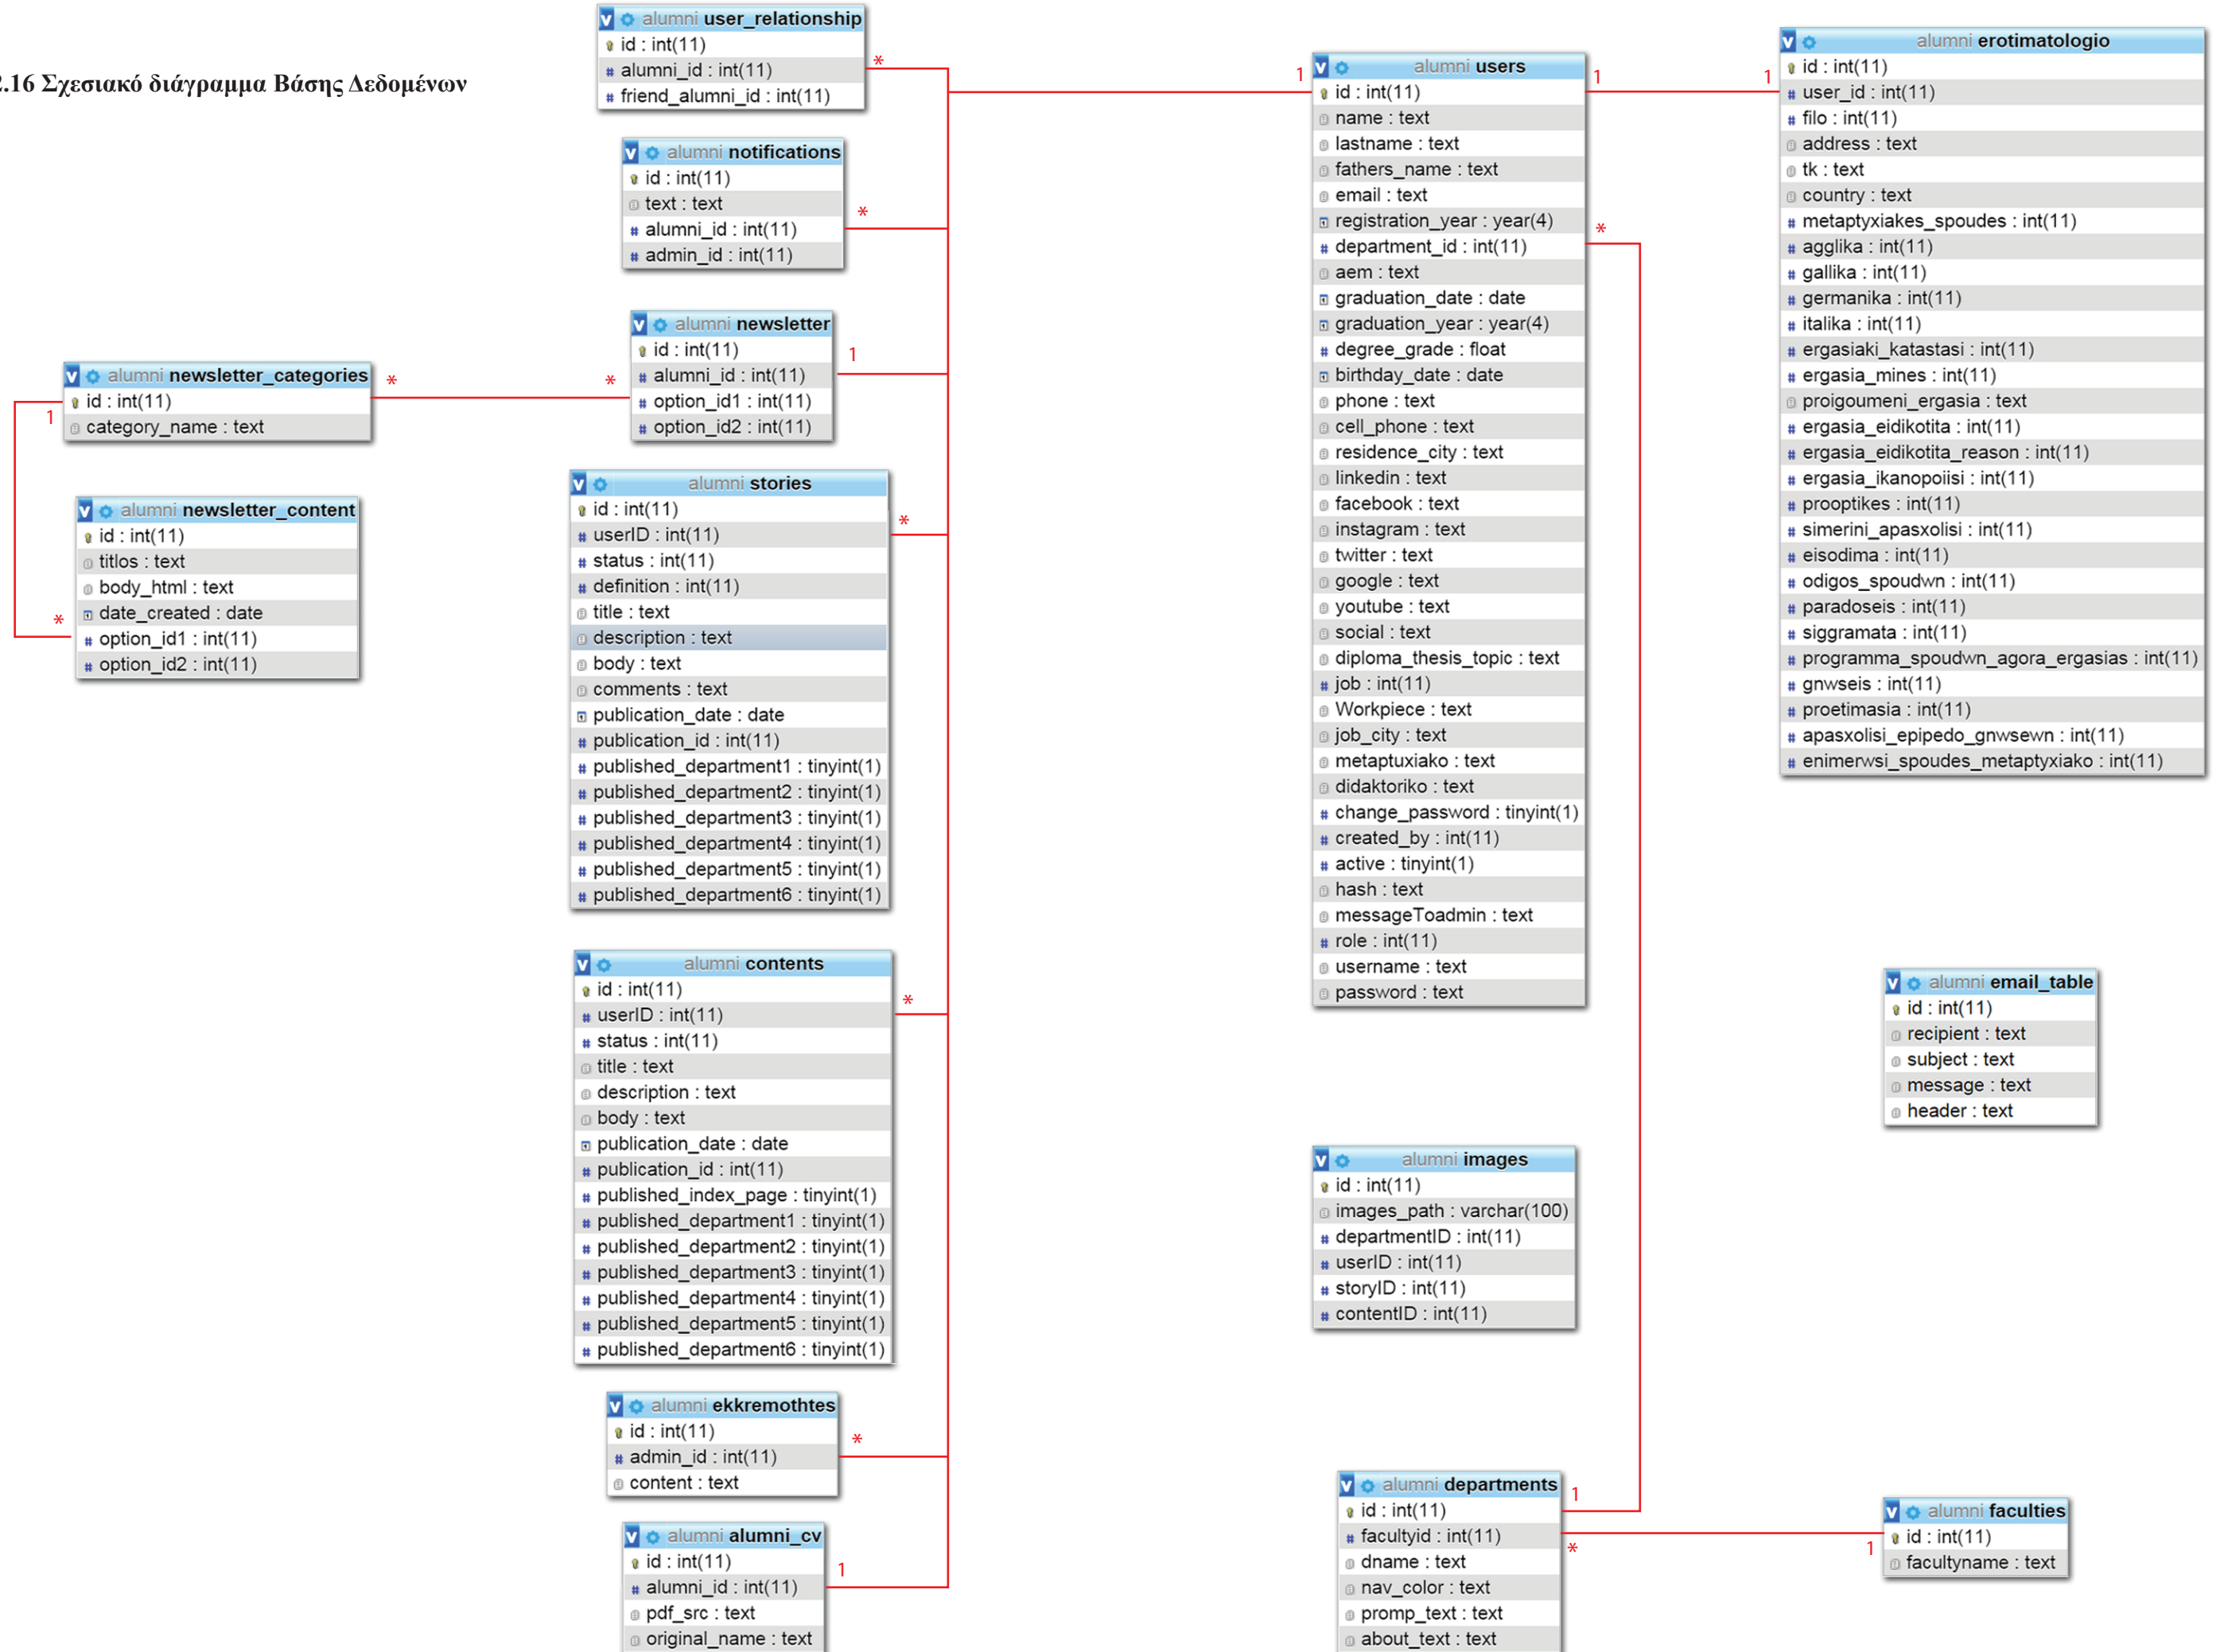 2.16 Σχεσιακό διάγραμμα Βάσης Δεδομένων
alumni user_relationship
id : int(11)
alumni_id : int(11)
friend_alumni_id : int(11)
*
alumni notifications
id : int(11)
text : text
alumni_id : int(11)
admin_id : int(11)
*
alumni newsletter
id : int(11)
alumni_id : int(11)
option_id1 : int(11)
option_id2 : int(11)
1
*
alumni newsletter_categories
id : int(11)
category_name : text
*
1
alumni newsletter_content
id : int(11)
titlos : text
body_html : text
date_created : date
option_id1 : int(11)
option_id2 : int(11)
*
alumni stories
id : int(11)
userID : int(11)
status : int(11)
definition : int(11)
title : text
description : text
body : text
comments : text
publication_date : date
publication_id : int(11)
published_department1 : tinyint(1)
published_department2 : tinyint(1)
published_department3 : tinyint(1)
published_department4 : tinyint(1)
published_department5 : tinyint(1)
published_department6 : tinyint(1)
*
alumni contents
id : int(11)
userID : int(11)
status : int(11)
title : text
description : text
body : text
publication_date : date
publication_id : int(11)
published_index_page : tinyint(1)
published_department1 : tinyint(1)
published_department2 : tinyint(1)
published_department3 : tinyint(1)
published_department4 : tinyint(1)
published_department5 : tinyint(1)
published_department6 : tinyint(1)
*
alumni ekkremothtes
id : int(11)
admin_id : int(11)
content : text
*
alumni alumni_cv
id : int(11)
alumni_id : int(11)
pdf_src : text
original_name : text
1
1
alumni users
id : int(11)
name : text
lastname : text
fathers_name : text
email : text
registration_year : year(4)
department_id : int(11)
aem : text
graduation_date : date
graduation_year : year(4)
degree_grade : float
birthday_date : date
phone : text
cell_phone : text
residence_city : text
linkedin : text
facebook : text
instagram : text
twitter : text
google : text
youtube : text
social : text
diploma_thesis_topic : text
job : int(11)
Workpiece : text
job_city : text
metaptuxiako : text
didaktoriko : text
change_password : tinyint(1)
created_by : int(11)
active : tinyint(1)
hash : text
messageToadmin : text
role : int(11)
username : text
password : text
1
*
1
alumni erotimatologio
id : int(11)
user_id : int(11)
filo : int(11)
address : text
tk : text
country : text
metaptyxiakes_spoudes : int(11)
agglika : int(11)
gallika : int(11)
germanika : int(11)
italika : int(11)
ergasiaki_katastasi : int(11)
ergasia_mines : int(11)
proigoumeni_ergasia : text
ergasia_eidikotita : int(11)
ergasia_eidikotita_reason : int(11)
ergasia_ikanopoiisi : int(11)
prooptikes : int(11)
simerini_apasxolisi : int(11)
eisodima : int(11)
odigos_spoudwn : int(11)
paradoseis : int(11)
siggramata : int(11)
programma_spoudwn_agora_ergasias : int(11)
gnwseis : int(11)
proetimasia : int(11)
apasxolisi_epipedo_gnwsewn : int(11)
enimerwsi_spoudes_metaptyxiako : int(11)
alumni email_table
id : int(11)
recipient : text
subject : text
message : text
header : text
alumni images
id : int(11)
images_path : varchar(100)
departmentID : int(11)
userID : int(11)
storyID : int(11)
contentID : int(11)
alumni departments
id : int(11)
facultyid : int(11)
dname : text
nav_color : text
promp_text : text
about_text : text
1
*
1
alumni faculties
id : int(11)
facultyname : text